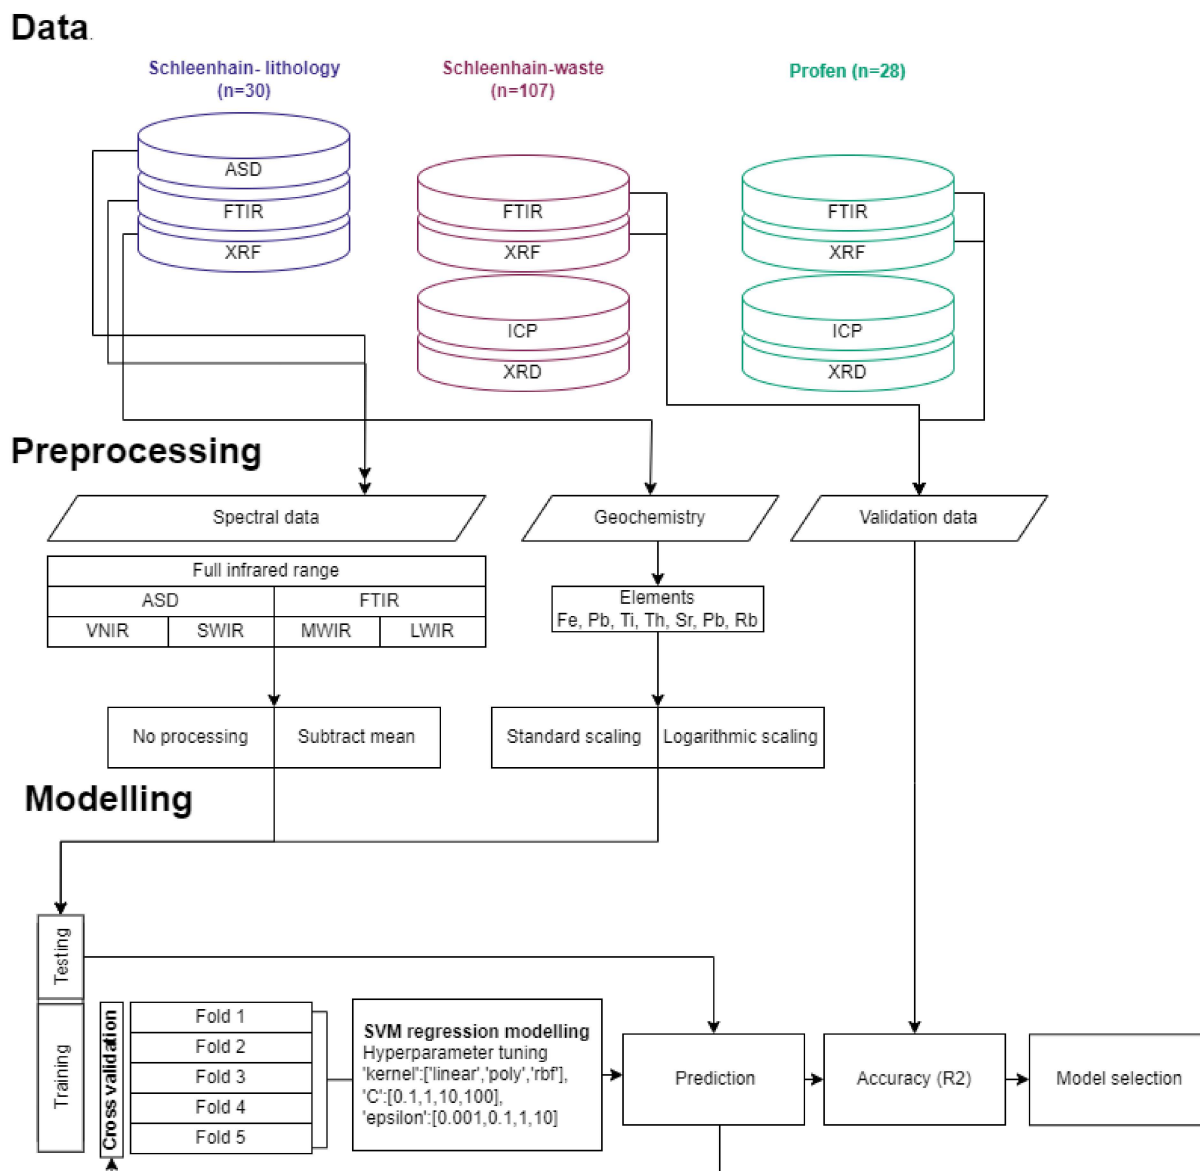 Data.
Schleenhain- lithology
(n=30)
Schleenhain-waste
(n=107)
Profen (n=28)
ASD
FTIR
XRF
FTIR
XRF
ICP
XRD
FTIR
XRF
ICP
XRD
Preprocessing
Spectral data
Geochemistry
Validation data
Full infrared range
ASD
FTIR
VNIR
SWIR
MWIR
LWIR
Elements
Fe, Pb, Ti, Th, Sr, Pb, Rb
No processing
Subtract mean
Standard scaling
Logarithmic scaling
Modelling
Testing
Training
Cross validation
Fold 1
Fold 2
Fold 3
Fold 4
Fold 5
SVM regression modelling
Hyperparameter tuning
'kernel':['linear','poly','rbf'],
'C':[0.1,1,10,100],
'epsilon':[0.001,0.1,1,10]
Prediction
Accuracy (R2)
Model selection